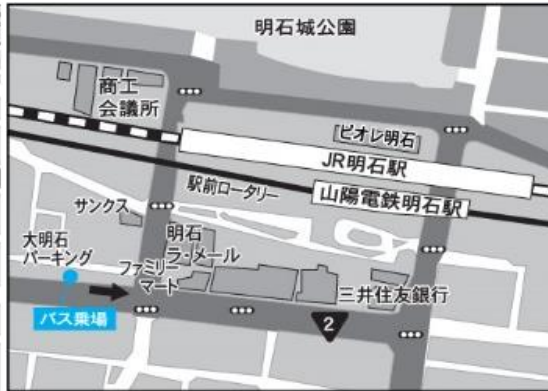 明石城公園
商工
会議所
ピオレ明石
JR明石駅
駅前ロータリー
山陽電鉄明石駅
サンクス
明石
ラ・メール
大明石
パーキング
ファミリー
マート
三井住友銀行
バス乗場
2